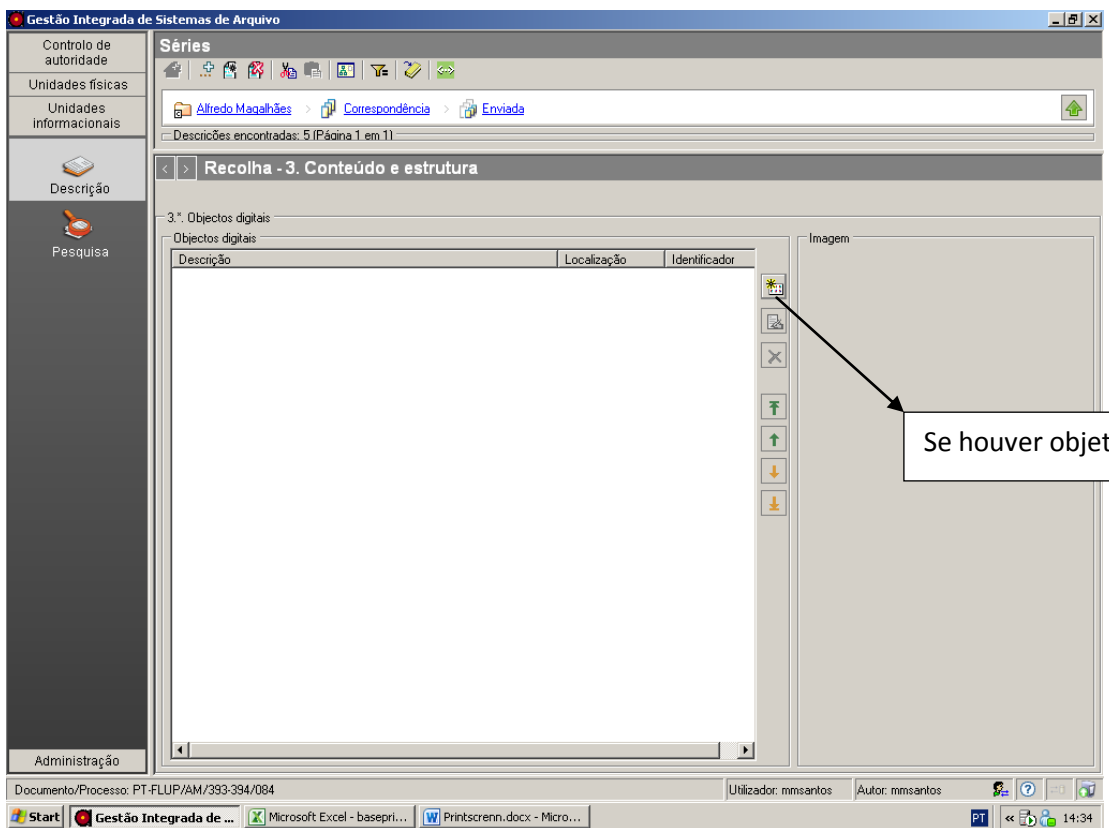 Gestão Integrada de Sistemas de Arquivo
Controlo de
autoridade
Unidades físicas
Unidades
informacionais
Descrição
Pesquisa
Administração
Séries
Alfredo Magalhães > Correspondência > Enviada
Descrições encontradas: 5 (Página 1 em 1)
Recolha - 3. Conteúdo e estrutura
3.*. Objectos digitais
Objectos digitais
Descrição Localização Identificador
Imagem
Se houver objet
Documento/Processo: PT-FLUP/AM/393-394/084 Utilizador: mmsantos Autor: mmsantos
Start Gestão Integrada de ... Microsoft Excel - basepri... Printscrenn.docx - Micro... PT « 14:34